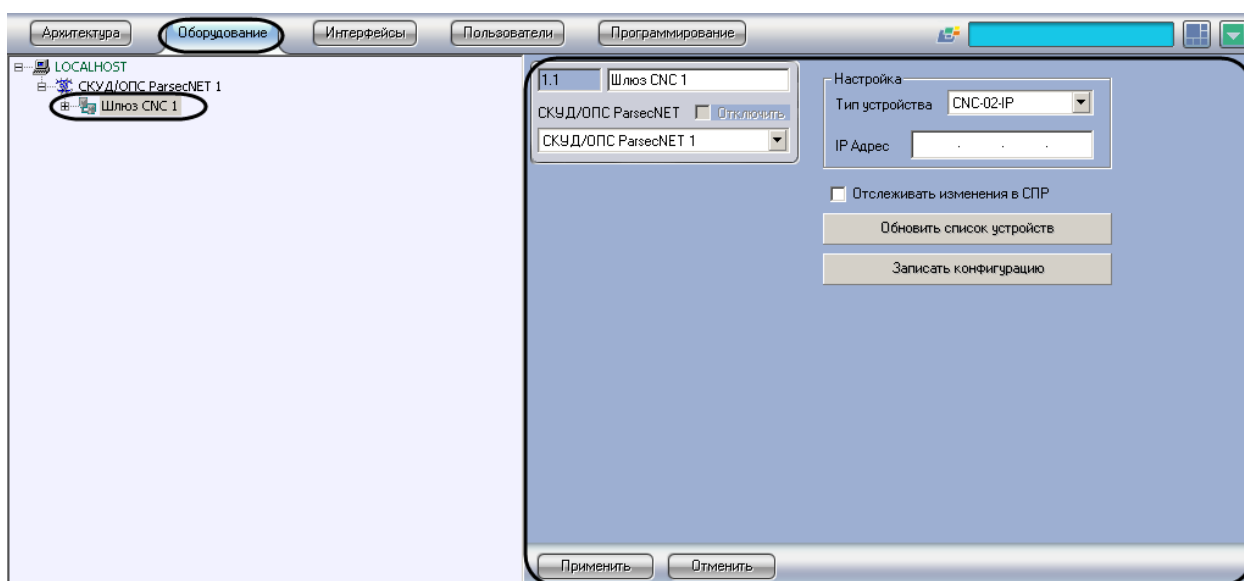 Архитектура Оборудование Интерфейсы Пользователи Программирование
LOCALHOST
СКУД/ОПС ParsecNET 1
Шлюз CNC 1
1.1 Шлюз CNC 1
СКУД/ОПС ParsecNET Отключить
СКУД/ОПС ParsecNET 1
Настройка
Тип устройства CNC-02-IP
IP Адрес . . .
Отслеживать изменения в СПР
Обновить список устройств
Записать конфигурацию
Применить Отменить